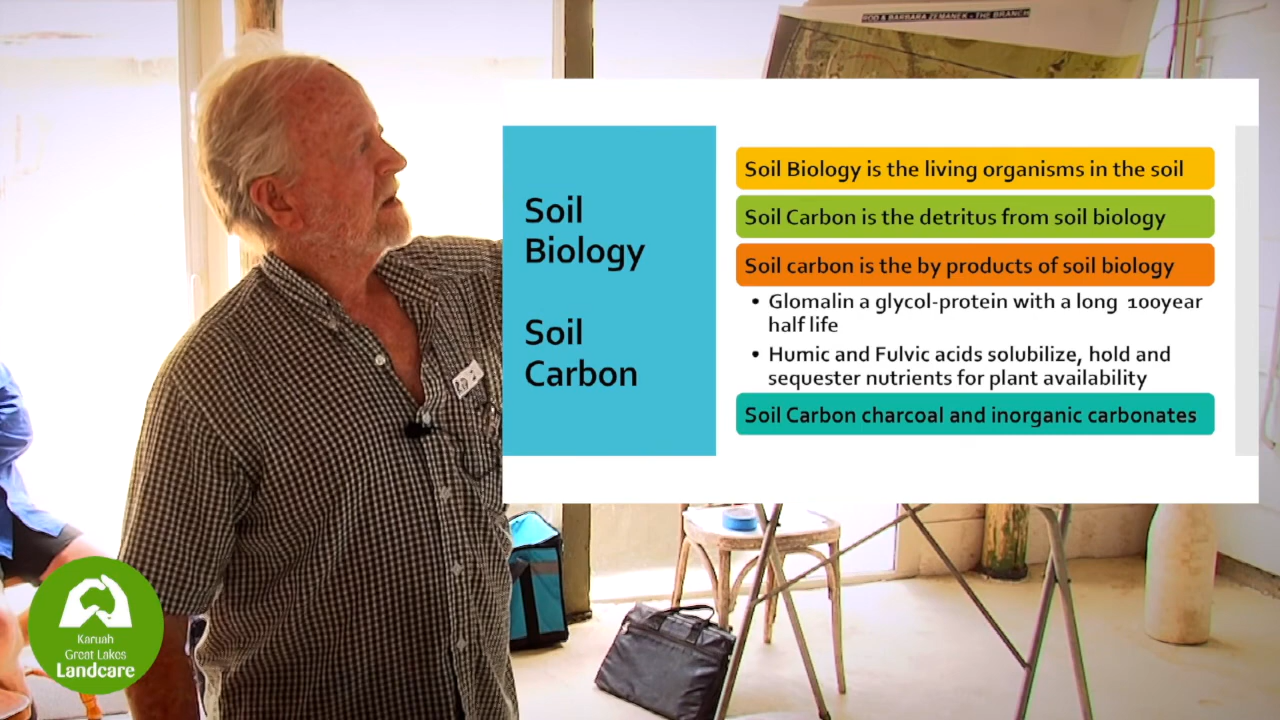 ROD & BARBARA ZEMANEK - THE BRANCH
Soil
Biology
Soil
Carbon
Soil Biology is the living organisms in the soil
Soil Carbon is the detritus from soil biology
Soil carbon is the by products of soil biology
• Glomalin a glycol-protein with a long 100year
half life
• Humic and Fulvic acids solubilize, hold and
sequester nutrients for plant availability
Soil Carbon charcoal and inorganic carbonates
Karuah
Great Lakes
Landcare